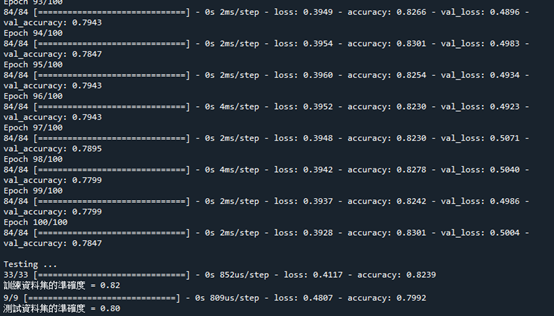 Epoch 93/100
84/84 [==============================] - 0s 2ms/step - loss: 0.3949 - accuracy: 0.8266 - val_loss: 0.4896 -
val_accuracy: 0.7943
Epoch 94/100
84/84 [==============================] - 0s 2ms/step - loss: 0.3954 - accuracy: 0.8301 - val_loss: 0.4983 -
val_accuracy: 0.7847
Epoch 95/100
84/84 [==============================] - 0s 2ms/step - loss: 0.3960 - accuracy: 0.8254 - val_loss: 0.4934 -
val_accuracy: 0.7943
Epoch 96/100
84/84 [==============================] - 0s 4ms/step - loss: 0.3952 - accuracy: 0.8230 - val_loss: 0.4923 -
val_accuracy: 0.7943
Epoch 97/100
84/84 [==============================] - 0s 2ms/step - loss: 0.3948 - accuracy: 0.8230 - val_loss: 0.5071 -
val_accuracy: 0.7895
Epoch 98/100
84/84 [==============================] - 0s 4ms/step - loss: 0.3942 - accuracy: 0.8278 - val_loss: 0.5040 -
val_accuracy: 0.7799
Epoch 99/100
84/84 [==============================] - 0s 2ms/step - loss: 0.3937 - accuracy: 0.8242 - val_loss: 0.4986 -
val_accuracy: 0.7799
Epoch 100/100
84/84 [==============================] - 0s 2ms/step - loss: 0.3928 - accuracy: 0.8301 - val_loss: 0.5004 -
val_accuracy: 0.7847
Testing ...
33/33 [==============================] - 0s 852us/step - loss: 0.4117 - accuracy: 0.8239
訓練資料集的準確度 = 0.82
9/9 [==============================] - 0s 809us/step - loss: 0.4807 - accuracy: 0.7992
測試資料集的準確度 = 0.80